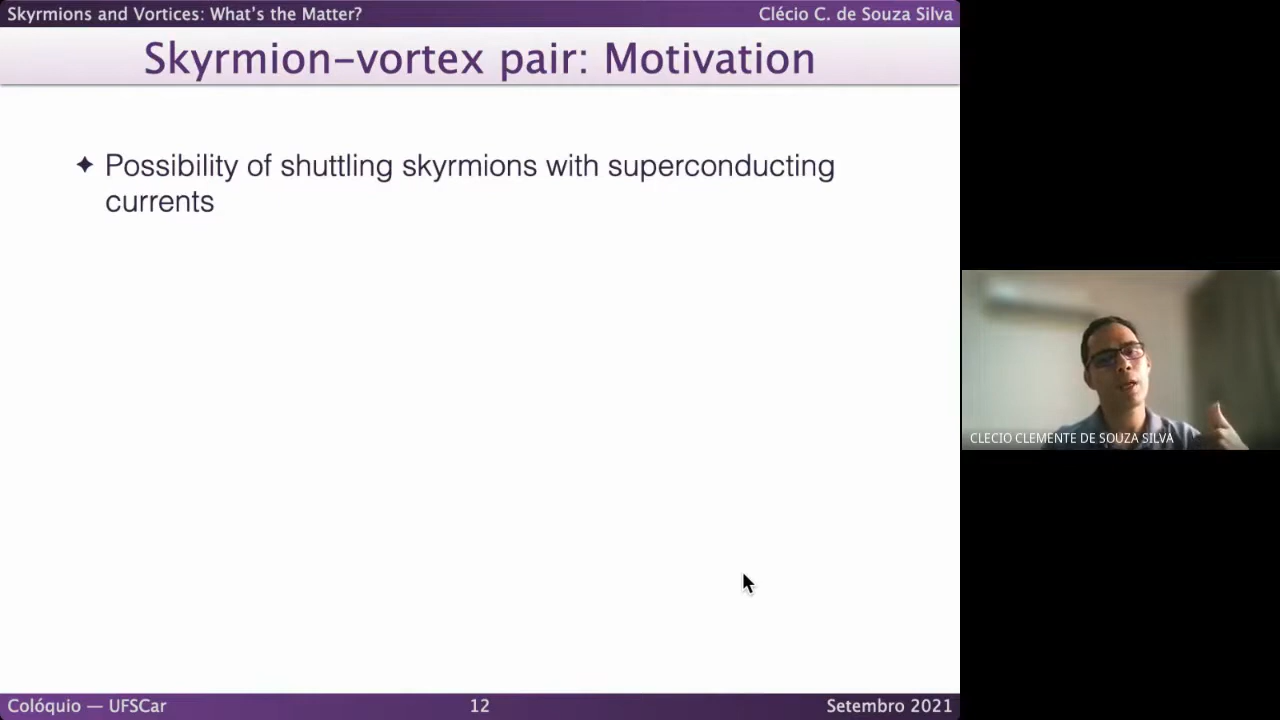 Skyrmions and Vortices: What's the Matter?
Clécio C. de Souza Silva
Skyrmion–vortex pair: Motivation
✦ Possibility of shuttling skyrmions with superconducting
currents
CLECIO CLEMENTE DE SOUZA SILVA
Colóquio — UFSCar
12
Setembro 2021